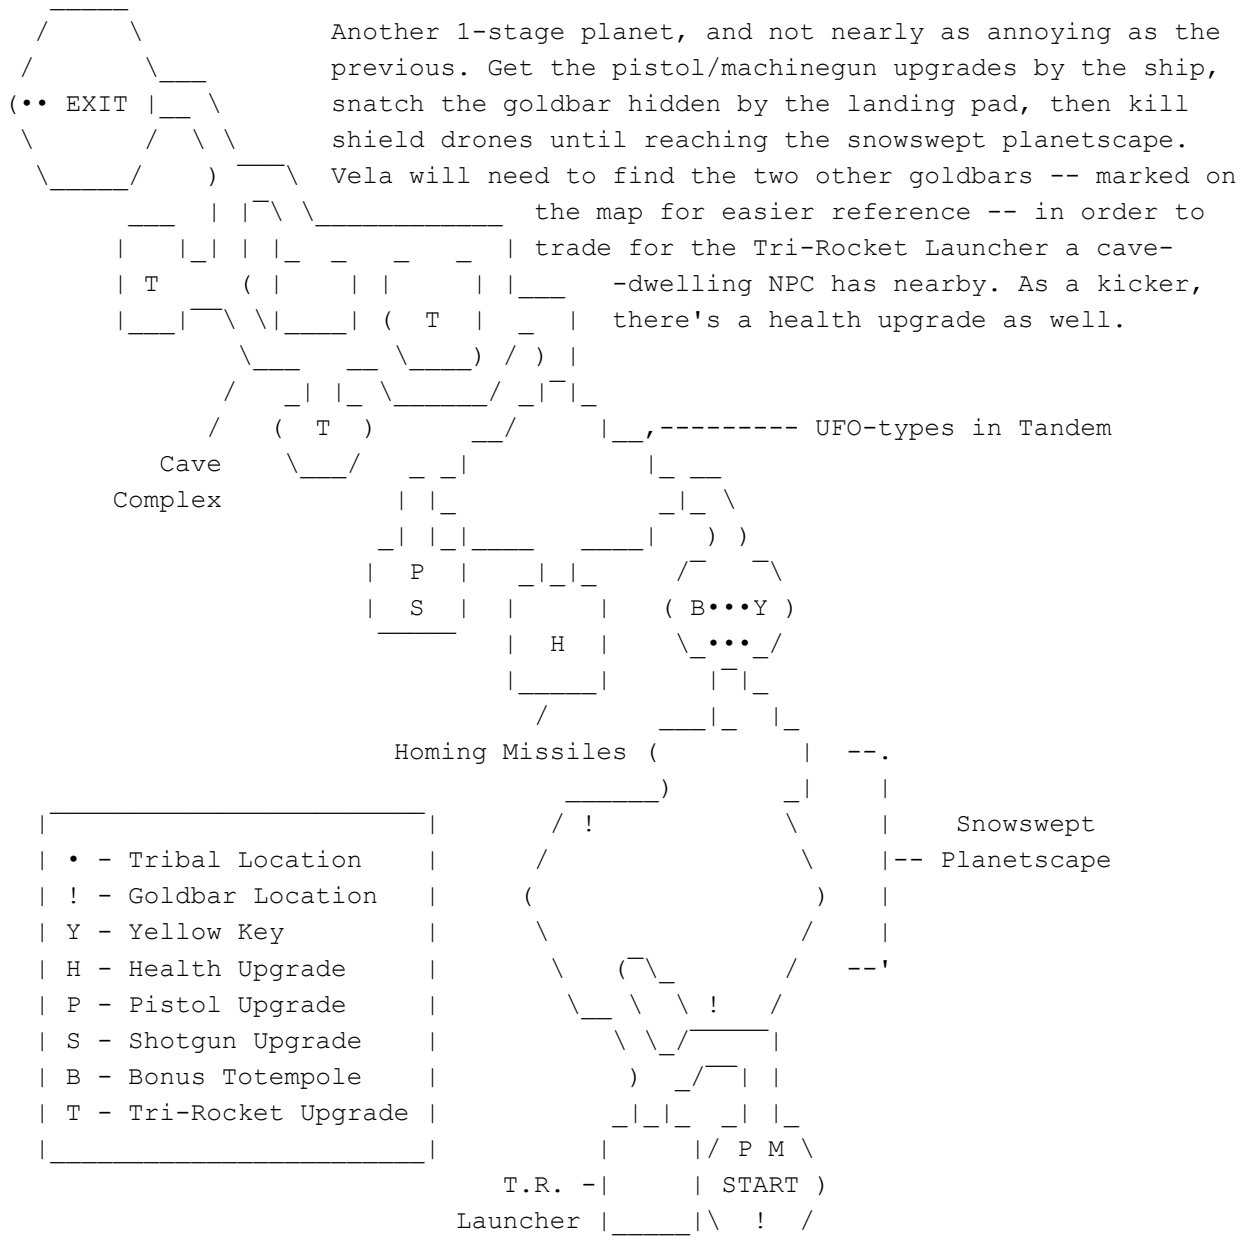 Another 1-stage planet, and not nearly as annoying as the
previous. Get the pistol/machinegun upgrades by the ship,
(•• EXIT | snatch the goldbar hidden by the landing pad, then kill
shield drones until reaching the snowswept planetscape.
Vela will need to find the two other goldbars -- marked on
the map for easier reference -- in order to
trade for the Tri-Rocket Launcher a cave-
T -dwelling NPC has nearby. As a kicker,
T there's a health upgrade as well.
T ,--------- UFO-types in Tandem
Cave
Complex
P
S B•••Y
H •••
Homing Missiles
! Snowswept
• - Tribal Location Planetscape
! - Goldbar Location
Y - Yellow Key
H - Health Upgrade
P - Pistol Upgrade !
S - Shotgun Upgrade
B - Bonus Totempole
T - Tri-Rocket Upgrade
P M
T.R. START
Launcher !